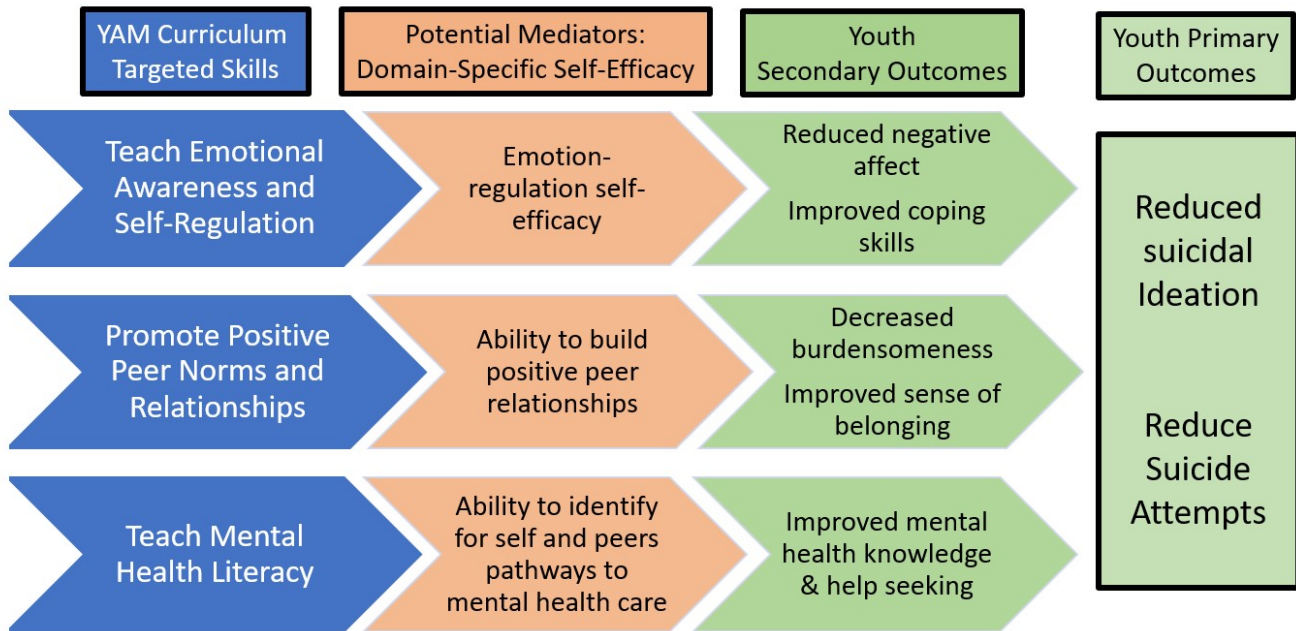 YAM Curriculum
Targeted Skills
Potential Mediators:
Domain-Specific Self-Efficacy
Youth
Secondary Outcomes
Youth Primary
Outcomes
Teach Emotional
Awareness and
Self-Regulation
Emotion-
regulation self-
efficacy
Reduced negative
affect
Improved coping
skills
Promote Positive
Peer Norms and
Relationships
Ability to build
positive peer
relationships
Decreased
burdensomeness
Improved sense of
belonging
Teach Mental
Health Literacy
Ability to identify
for self and peers
pathways to
mental health care
Improved mental
health knowledge
& help seeking
Reduced
suicidal
Ideation
Reduce
Suicide
Attempts